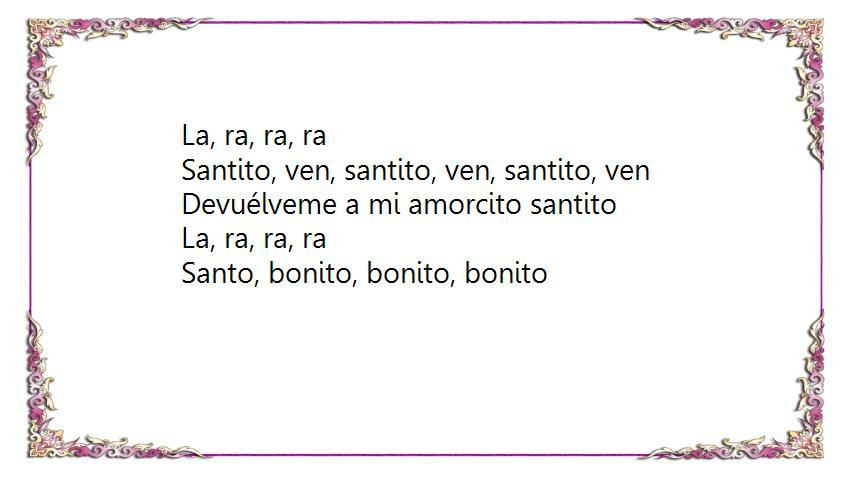 La, ra, ra, ra
Santito, ven, santito, ven, santito, ven
Devuélveme a mi amorcito santito
La, ra, ra, ra
Santo, bonito, bonito, bonito